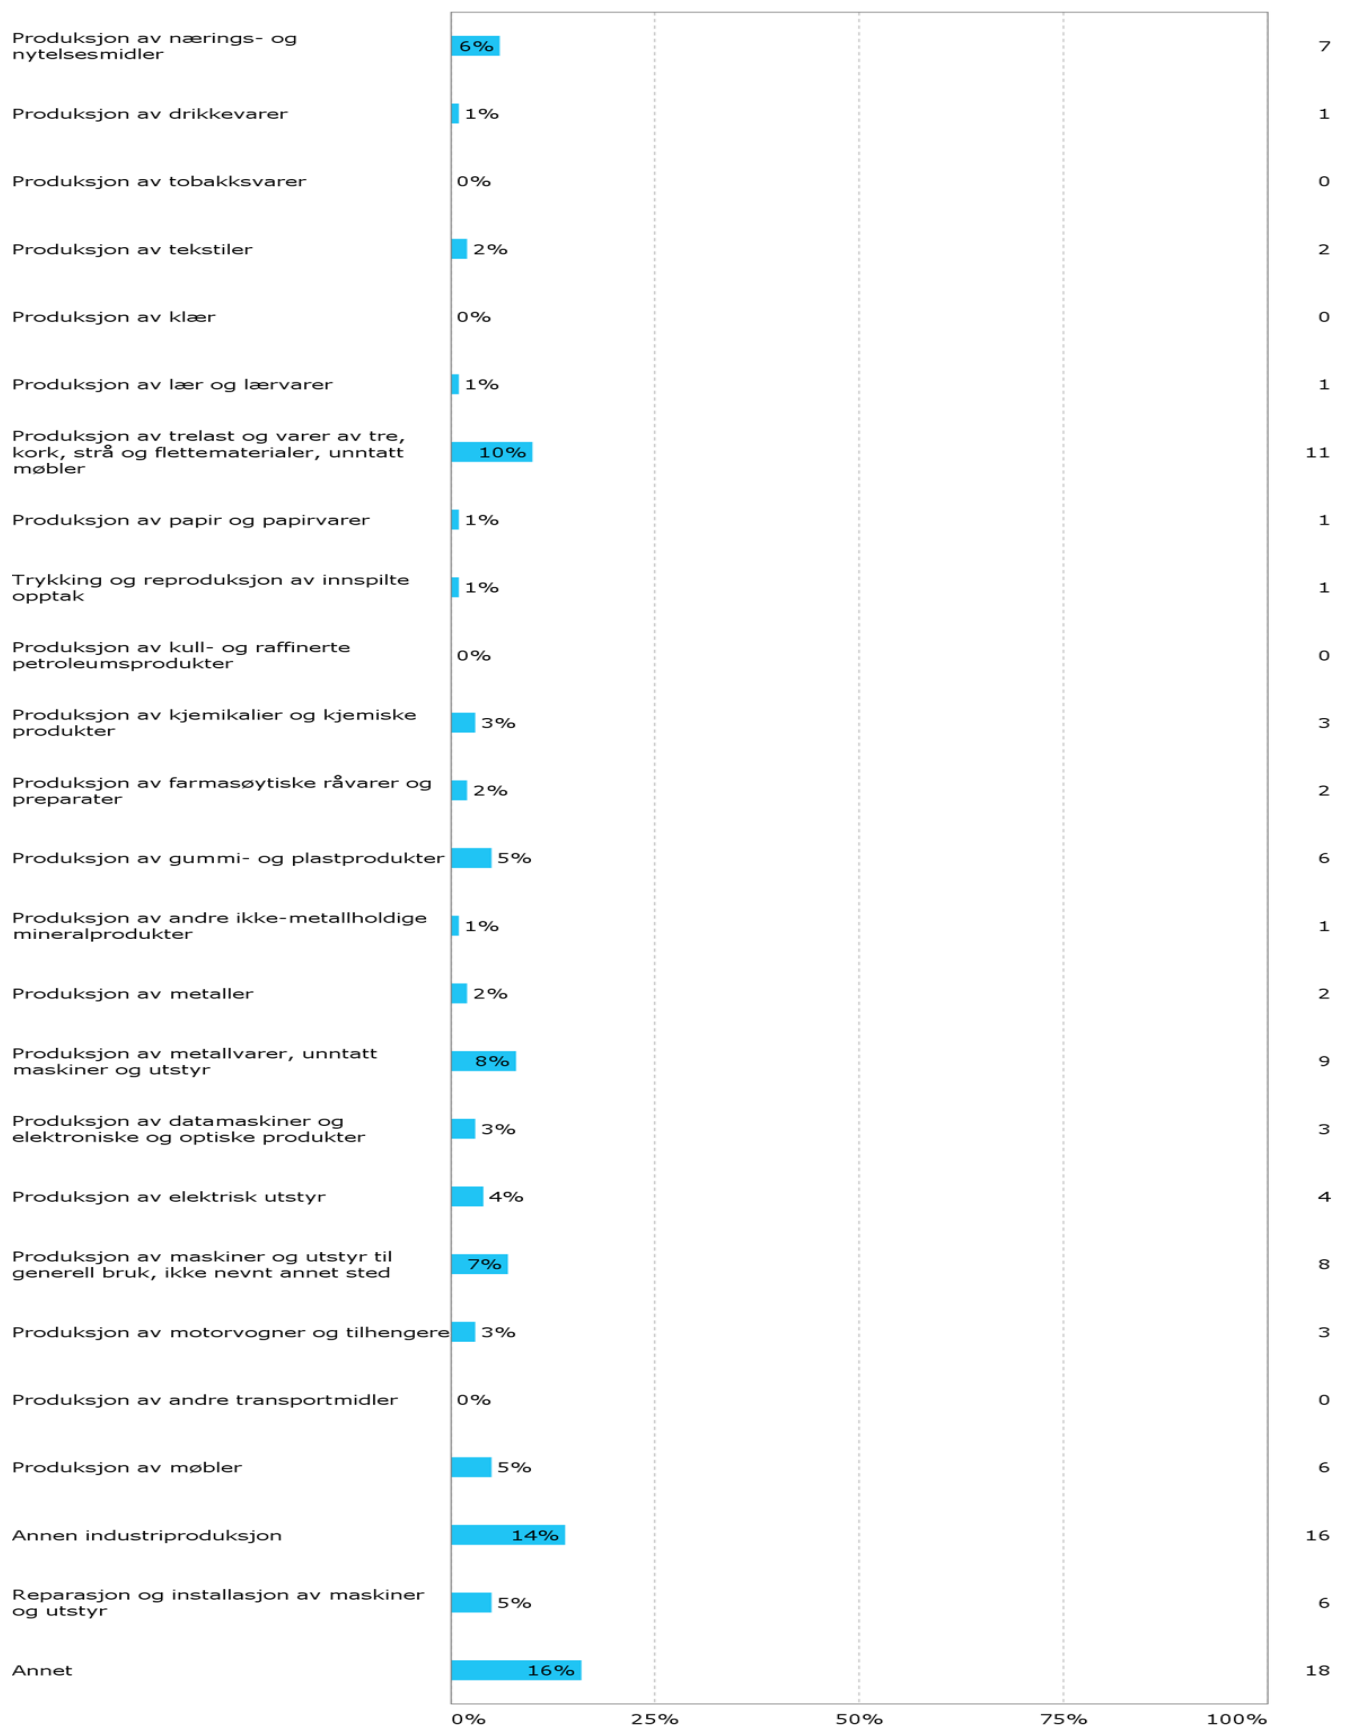 Produksjon av nærings- og
nytelsesmidler
6%
7
Produksjon av drikkevarer
1%
1
Produksjon av tobakksvarer
0%
0
Produksjon av tekstiler
2%
2
Produksjon av klær
0%
0
Produksjon av lær og lærvarer
1%
1
Produksjon av trelast og varer av tre,
kork, strå og flettematerialer, unntatt
møbler
10%
11
Produksjon av papir og papirvarer
1%
1
Trykking og reproduksjon av innspilte
opptak
1%
1
Produksjon av kull- og raffinerte
petroleumsprodukter
0%
0
Produksjon av kjemikalier og kjemiske
produkter
3%
3
Produksjon av farmasøytiske råvarer og
preparater
2%
2
Produksjon av gummi- og plastprodukter
5%
6
Produksjon av andre ikke-metallholdige
mineralprodukter
1%
1
Produksjon av metaller
2%
2
Produksjon av metallvarer, unntatt
maskiner og utstyr
8%
9
Produksjon av datamaskiner og
elektroniske og optiske produkter
3%
3
Produksjon av elektrisk utstyr
4%
4
Produksjon av maskiner og utstyr til
generell bruk, ikke nevnt annet sted
7%
8
Produksjon av motorvogner og tilhengere
3%
3
Produksjon av andre transportmidler
0%
0
Produksjon av møbler
5%
6
Annen industriproduksjon
14%
16
Reparasjon og installasjon av maskiner
og utstyr
5%
6
Annet
16%
18
0% 25% 50% 75% 100%